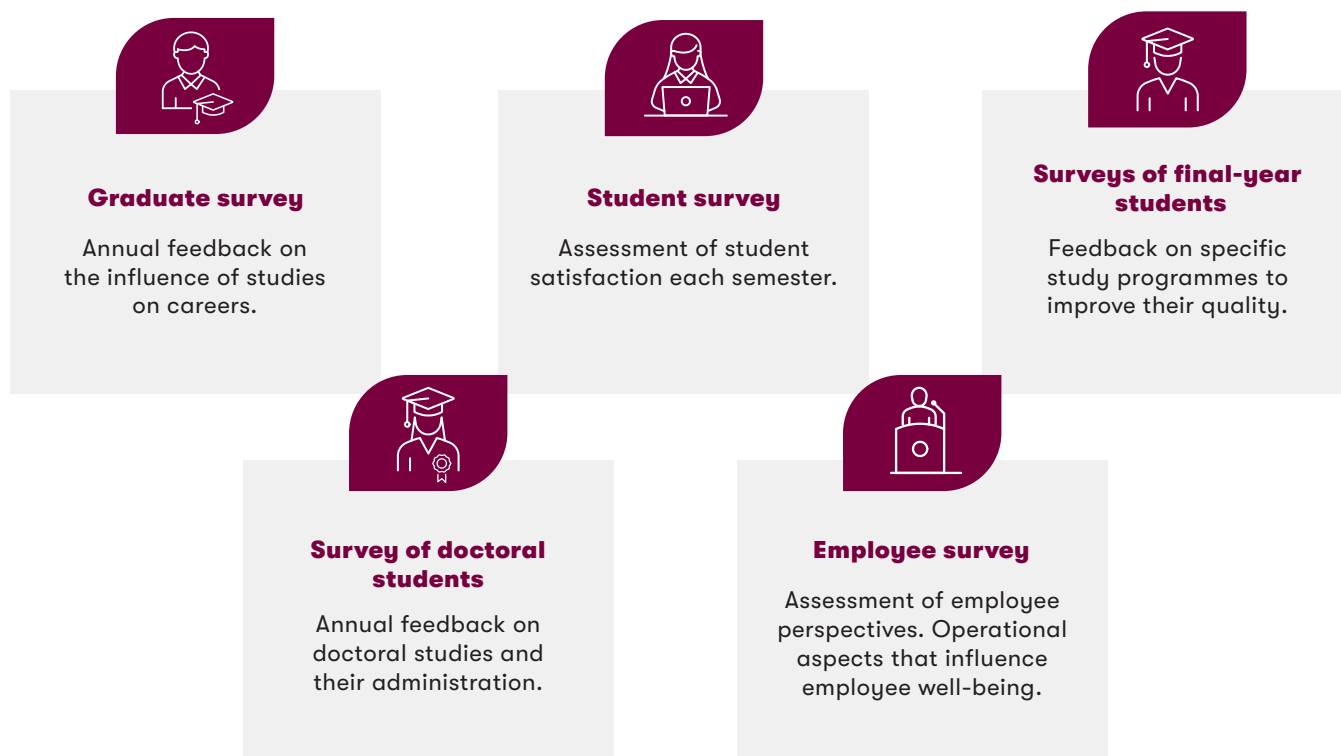 Graduate survey
Annual feedback on
the influence of studies
on careers.
Student survey
Assessment of student
satisfaction each semester.
Surveys of final-year
students
Feedback on specific
study programmes to
improve their quality.
Survey of doctoral
students
Annual feedback on
doctoral studies and
their administration.
Employee survey
Assessment of employee
perspectives. Operational
aspects that influence
employee well-being.